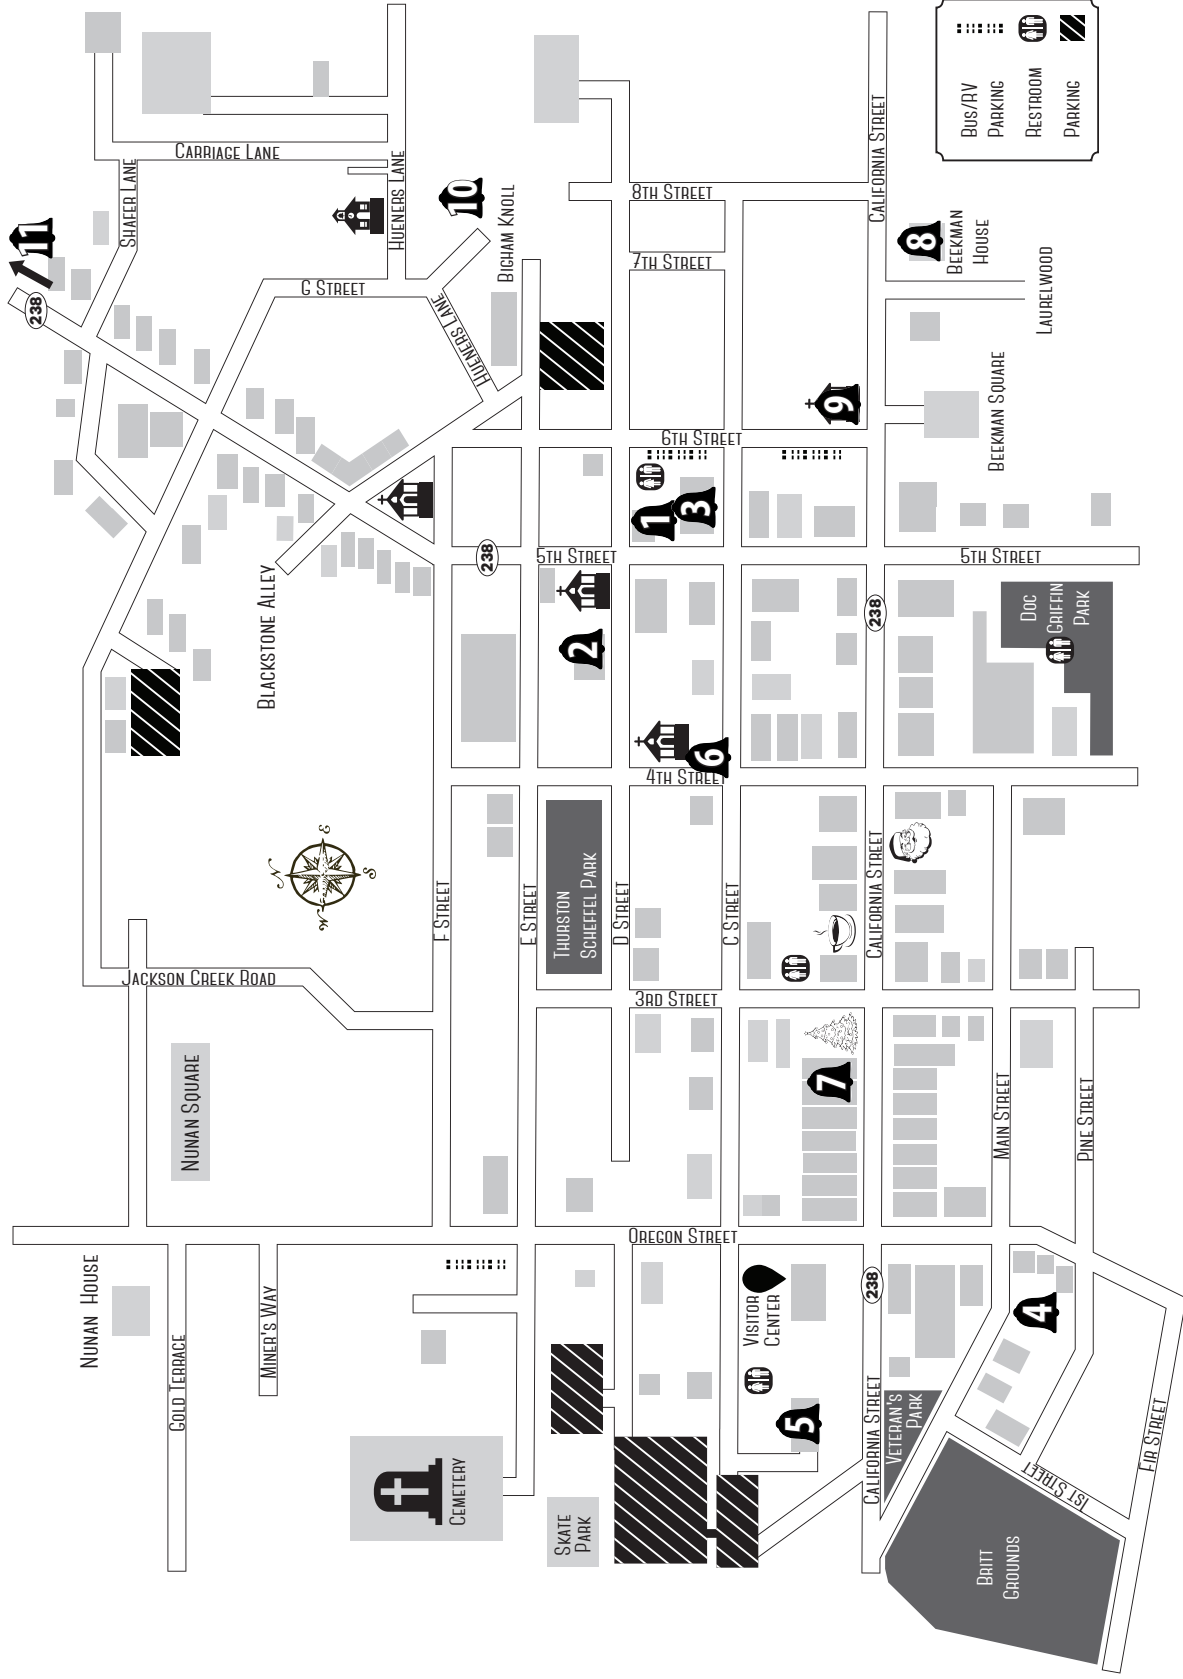 Bus/RV
Parking
Restroom
Parking
11
238
Shafer Lane
Carriage Lane
Hueners Lane
10
Bigham Knoll
G Street
Hueners Lane
8th Street
7th Street
California Street
8
Beekman
House
Laurelwood
9
6th Street
Beekman Square
1
3
238
5th Street
5th Street
Blackstone Alley
2
6
4th Street
238
Doc
Griffin
Park
N
E
S
W
F Street
E Street
Thurston
Scheffel Park
D Street
C Street
California Street
Jackson Creek Road
3rd Street
Nunan Square
7
Main Street
Pine Street
Oregon Street
Nunan House
Gold Terrace
Miner's Way
Visitor
Center
238
4
5
California Street
Veteran's
Park
Cemetery
Skate
Park
1st Street
Fir Street
Britt
Grounds